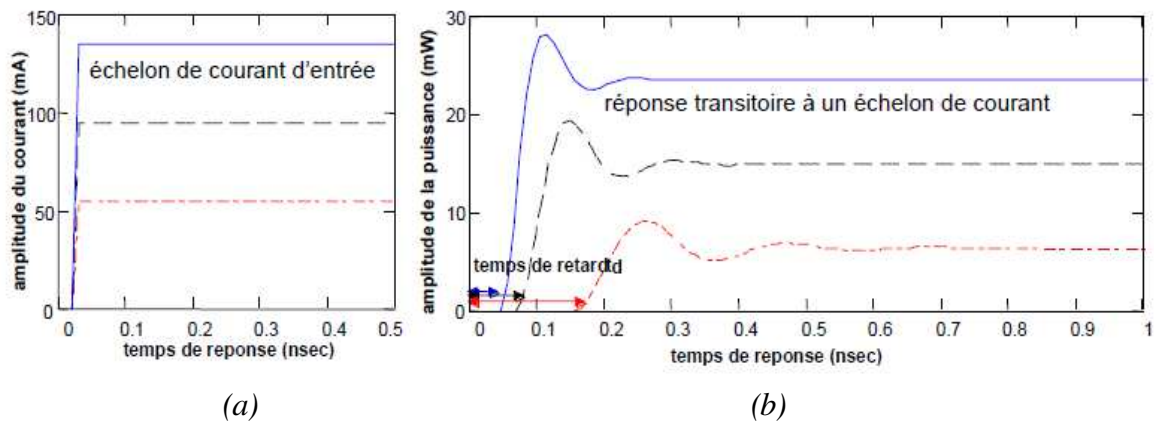 150
100
50
0
amplitude du courant (mA)
échelon de courant d'entrée
0 0.1 0.2 0.3 0.4 0.5
temps de reponse (nsec)
(a)
30
20
10
0
amplitude de la puissance (mW)
réponse transitoire à un échelon de courant
temps de retard td
0 0.1 0.2 0.3 0.4 0.5 0.6 0.7 0.8 0.9 1
temps de reponse (nsec)
(b)